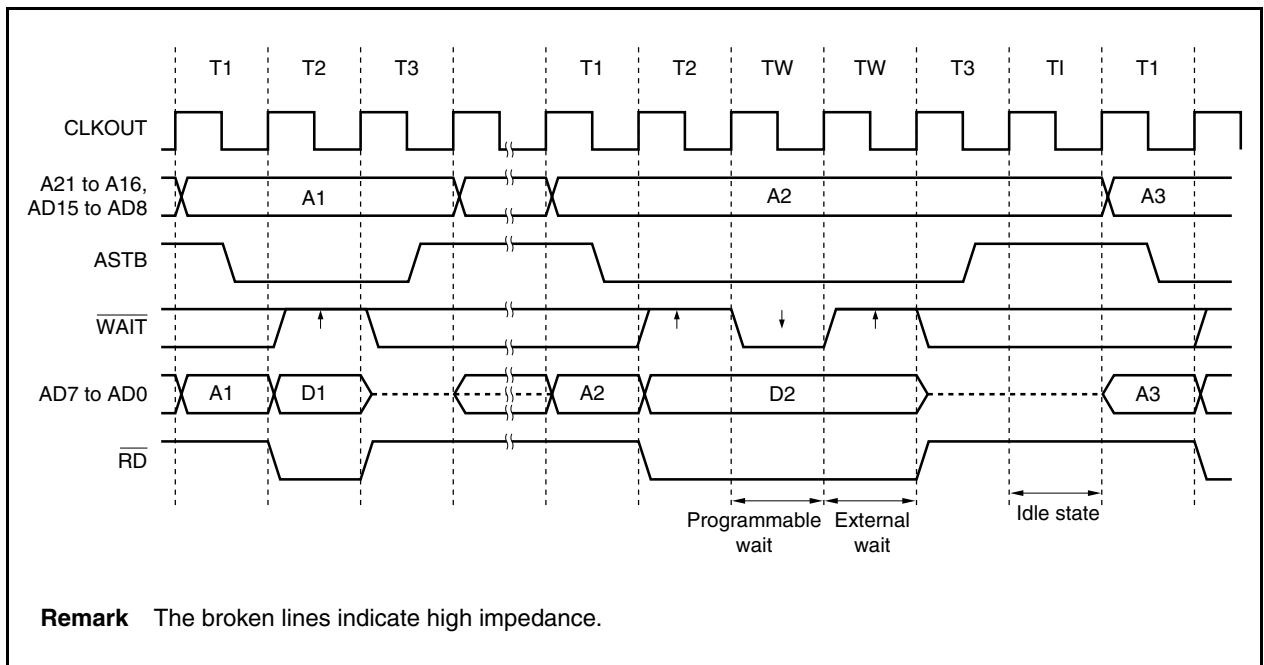 T1 T2 T3 T1 T2 TW TW T3 TI T1
CLKOUT
A21 to A16,
AD15 to AD8
A1 A2 A3
ASTB
WAIT
AD7 to AD0
A1 D1 A2 D2 A3
RD
Programmable
wait
External
wait
Idle state
Remark The broken lines indicate high impedance.